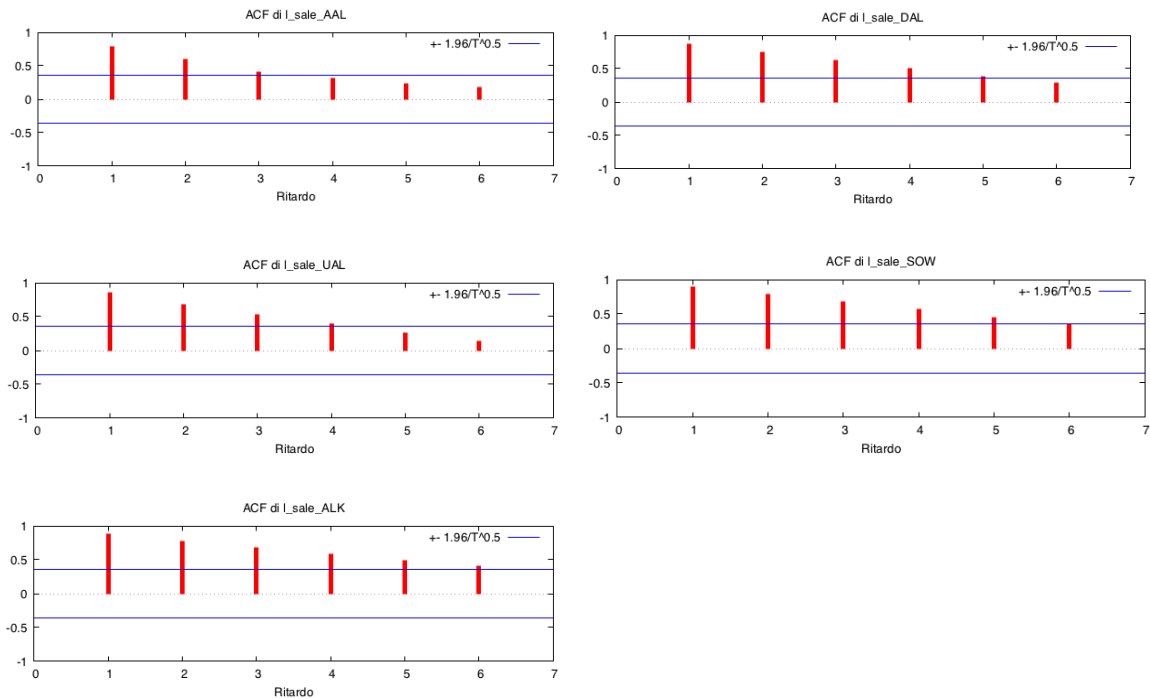 ACF di l_sale_AAL
+- 1.96/T^0.5
1
0.5
0
-0.5
-1
0 1 2 3 4 5 6 7
Ritardo
ACF di l_sale_DAL
+- 1.96/T^0.5
1
0.5
0
-0.5
-1
0 1 2 3 4 5 6 7
Ritardo
ACF di l_sale_UAL
+- 1.96/T^0.5
1
0.5
0
-0.5
-1
0 1 2 3 4 5 6 7
Ritardo
ACF di l_sale_SOW
+- 1.96/T^0.5
1
0.5
0
-0.5
-1
0 1 2 3 4 5 6 7
Ritardo
ACF di l_sale_ALK
+- 1.96/T^0.5
1
0.5
0
-0.5
-1
0 1 2 3 4 5 6 7
Ritardo